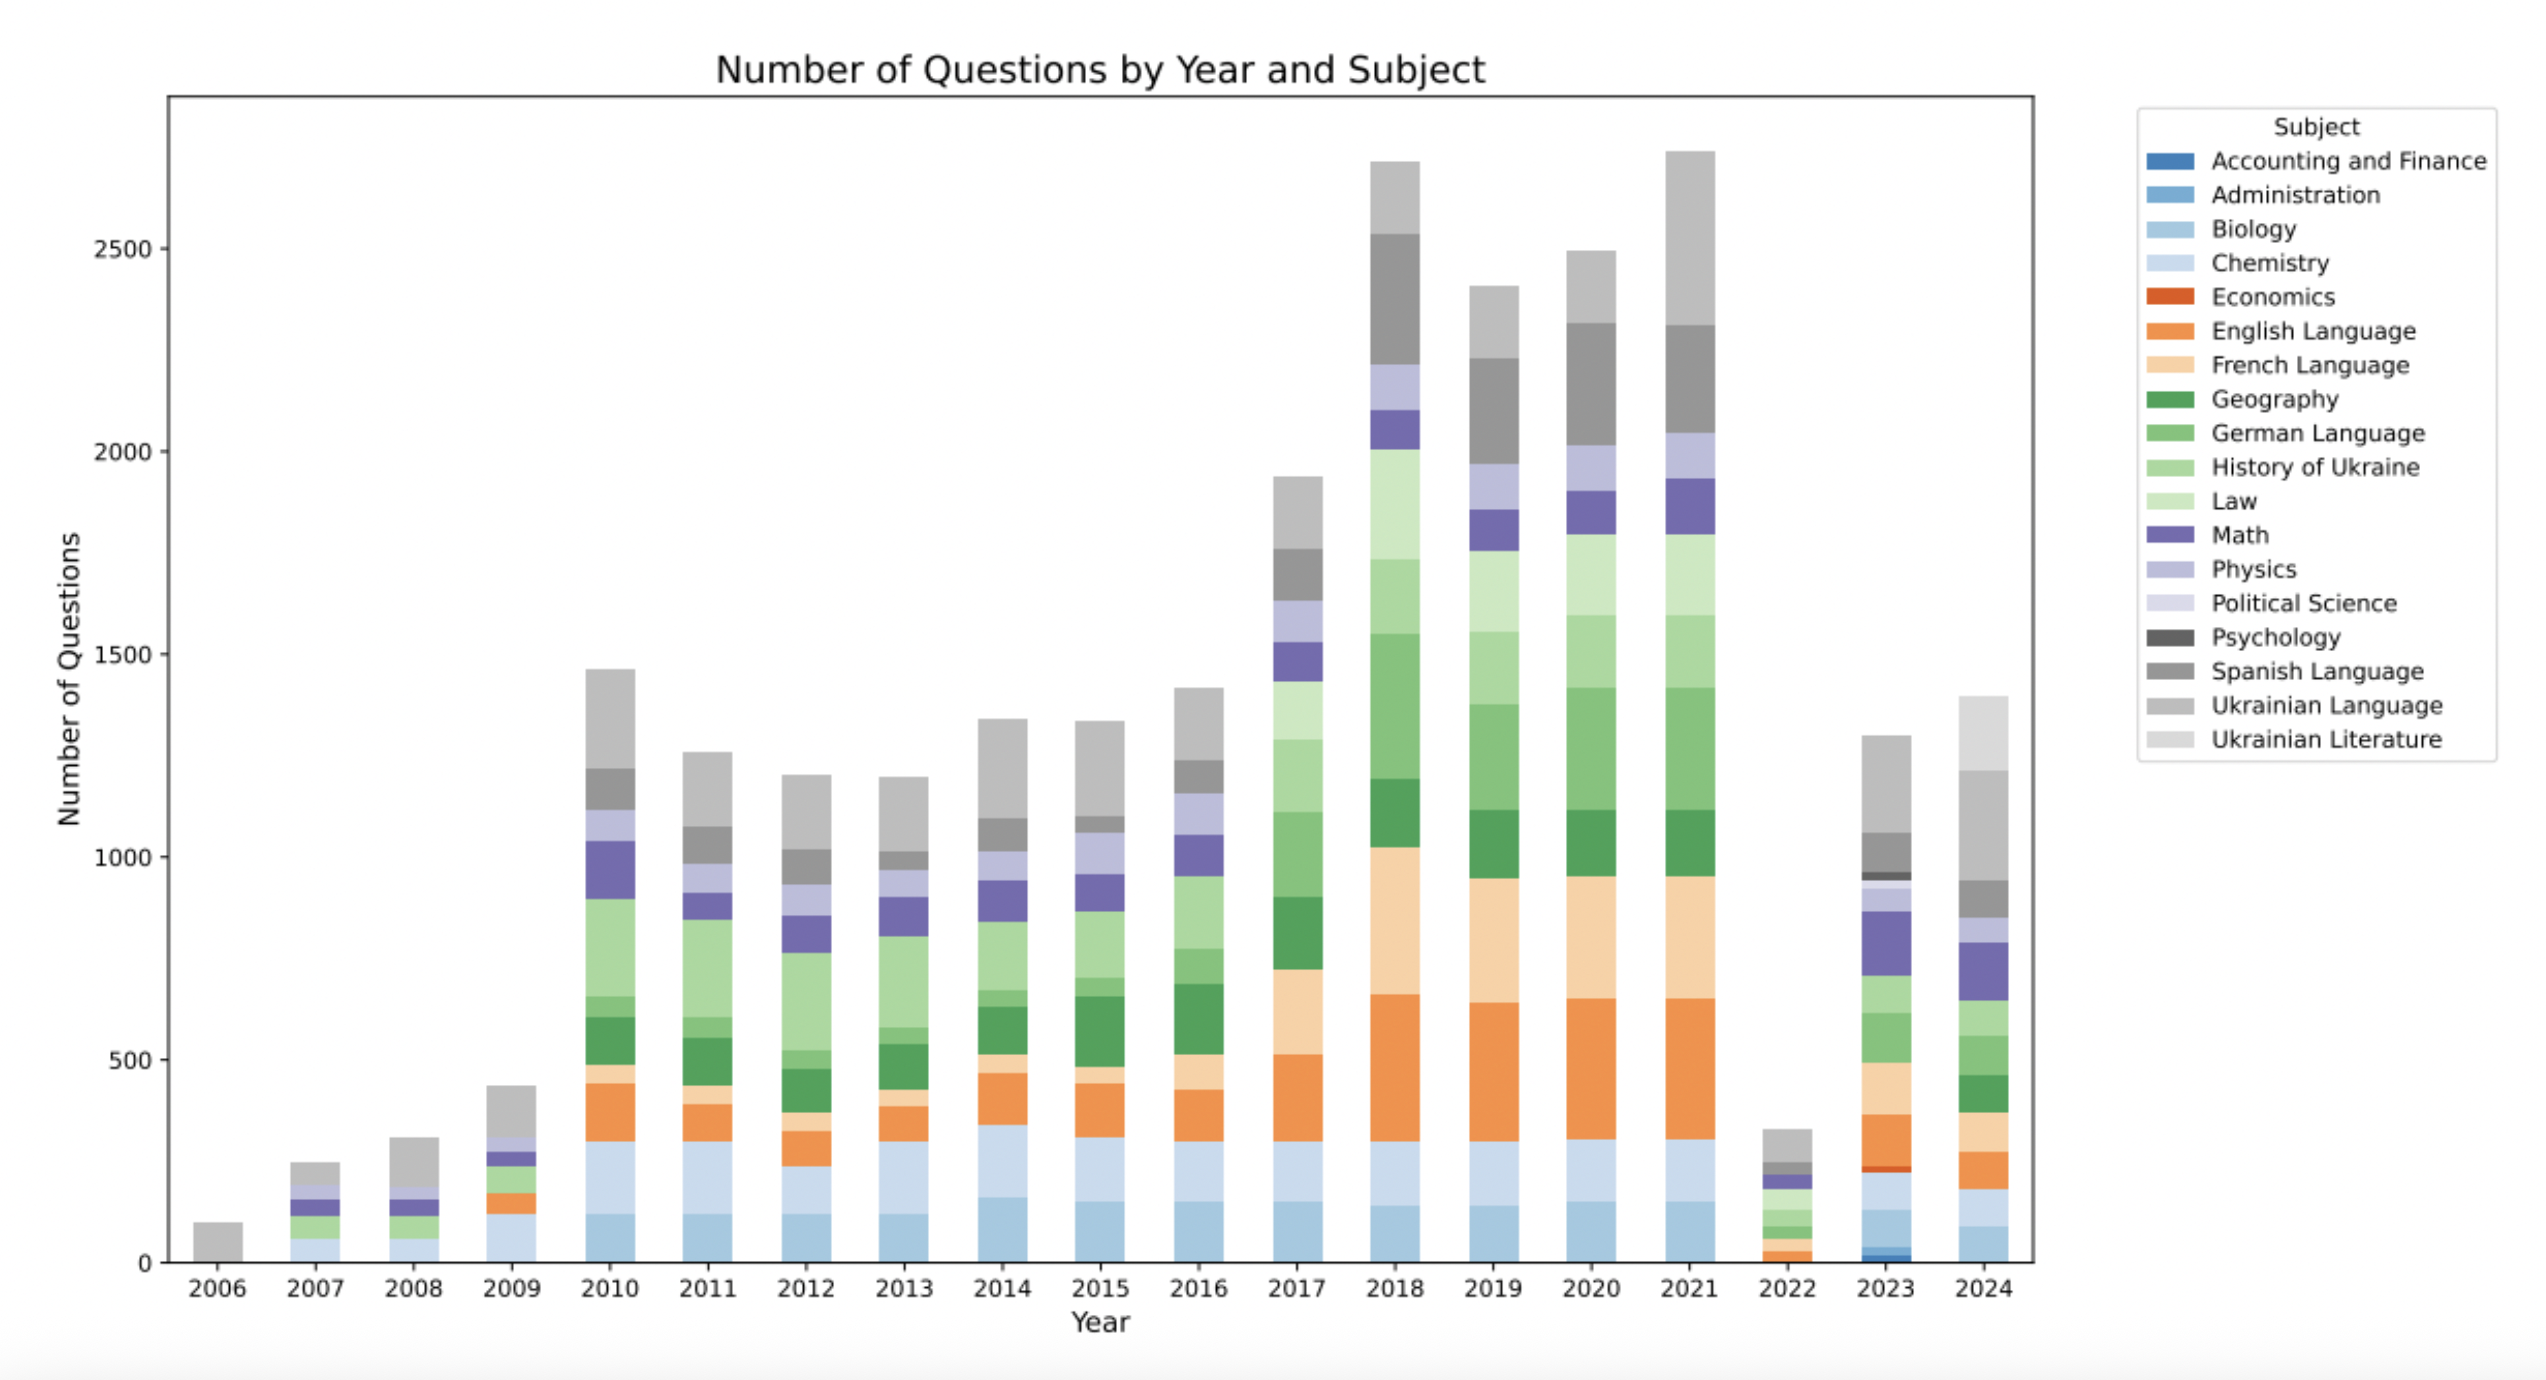 Number of Questions by Year and Subject
Number of Questions
2500
2000
1500
1000
500
0
2006 2007 2008 2009 2010 2011 2012 2013 2014 2015 2016 2017 2018 2019 2020 2021 2022 2023 2024
Year
Subject
Accounting and Finance
Administration
Biology
Chemistry
Economics
English Language
French Language
Geography
German Language
History of Ukraine
Law
Math
Physics
Political Science
Psychology
Spanish Language
Ukrainian Language
Ukrainian Literature